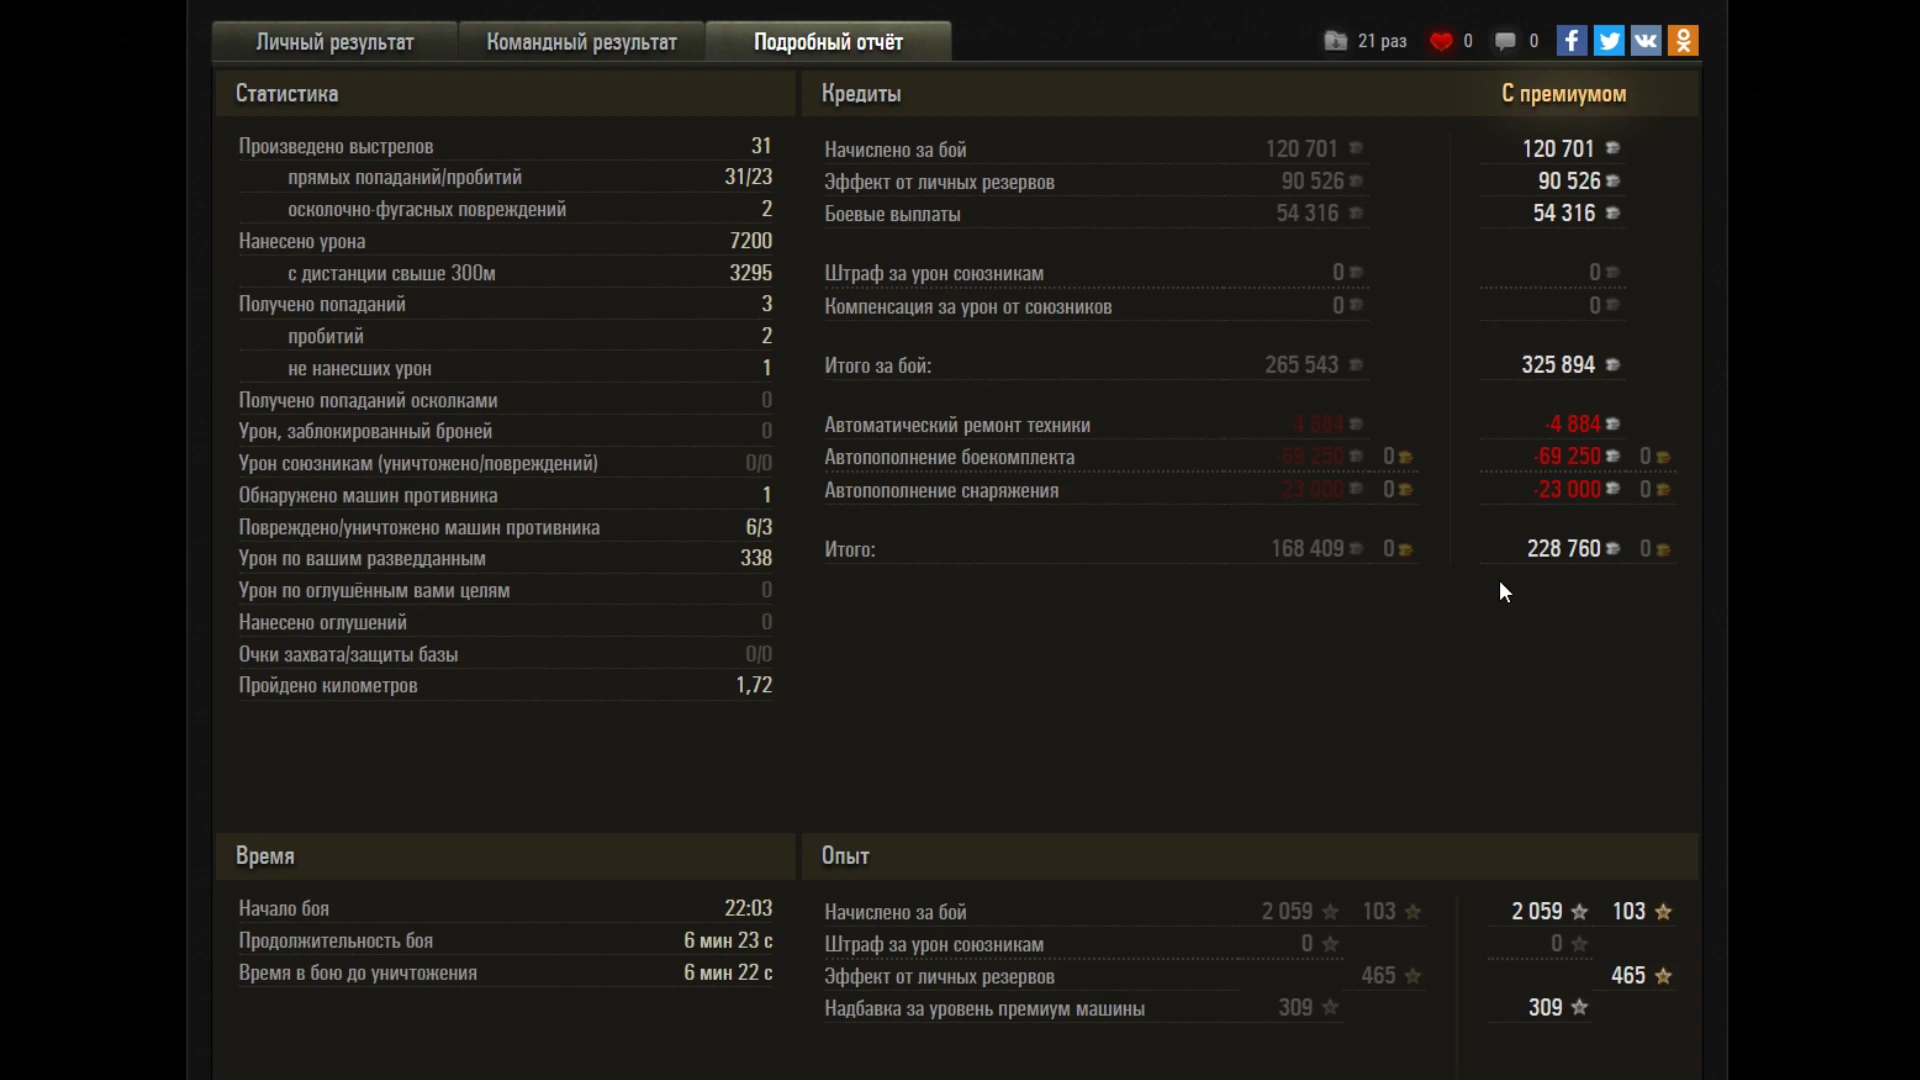 Личный результат
Командный результат
Подробный отчёт
21 раз
0
0
Статистика
Произведено выстрелов 31
прямых попаданий/пробитий 31/23
осколочно-фугасных повреждений 2
Нанесено урона 7200
с дистанции свыше 300м 3295
Получено попаданий 3
пробитий 2
не нанесших урон 1
Получено попаданий осколками 0
Урон, заблокированный броней 0
Урон союзникам (уничтожено/повреждений) 0/0
Обнаружено машин противника 1
Повреждено/уничтожено машин противника 6/3
Урон по вашим разведданным 338
Урон по оглушённым вами целям 0
Нанесено оглушений 0
Очки захвата/защиты базы 0/0
Пройдено километров 1,72
Кредиты С премиумом
Начислено за бой 120 701 120 701
Эффект от личных резервов 90 526 90 526
Боевые выплаты 54 316 54 316
Штраф за урон союзникам 0 0
Компенсация за урон от союзников 0 0
Итого за бой: 265 543 325 894
Автоматический ремонт техники -4 884 -4 884
Автопополнение боекомплекта -69 250 0 -69 250 0
Автопополнение снаряжения -23 000 0 -23 000 0
Итого: 168 409 0 228 760 0
Время
Начало боя 22:03
Продолжительность боя 6 мин 23 с
Время в бою до уничтожения 6 мин 22 с
Опыт
Начислено за бой 2 059 103 2 059 103
Штраф за урон союзникам 0 0
Эффект от личных резервов 465 465
Надбавка за уровень премиум машины 309 309